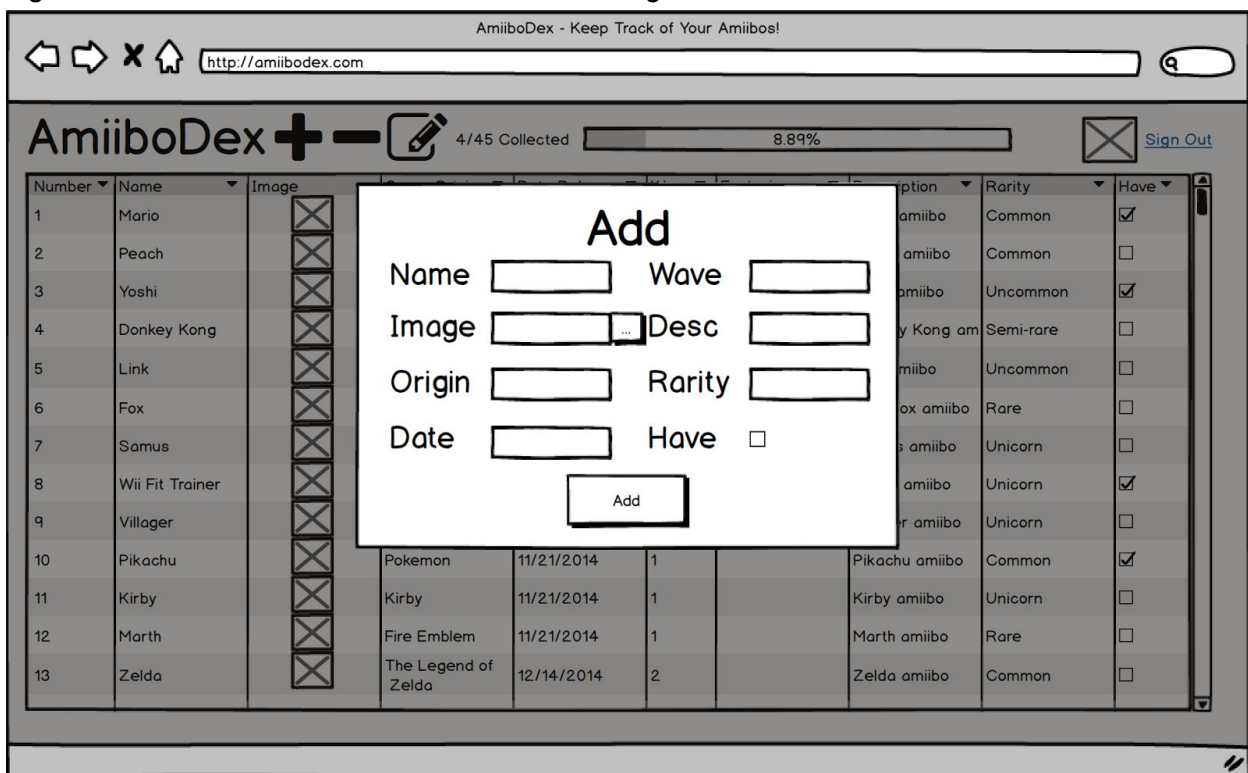 AmiiboDex - Keep Track of Your Amiibos!
http://amiibodex.com
AmiiboDex 4/45 Collected 8.89% Sign Out
Number Name Image Rarity Have
1 Mario amiibo Common
2 Peach amiibo Common
3 Yoshi amiibo Uncommon
4 Donkey Kong Kong am Semi-rare
5 Link Uncommon
6 Fox amiibo Rare
7 Samus amiibo Unicorn
8 Wii Fit Trainer amiibo Unicorn
9 Villager amiibo Unicorn
10 Pikachu Pokemon 11/21/2014 1 Pikachu amiibo Common
11 Kirby Kirby 11/21/2014 1 Kirby amiibo Unicorn
12 Marth Fire Emblem 11/21/2014 1 Marth amiibo Rare
13 Zelda The Legend of Zelda 12/14/2014 2 Zelda amiibo Common
Add
Name Wave
Image ... Desc
Origin Rarity
Date Have
Add